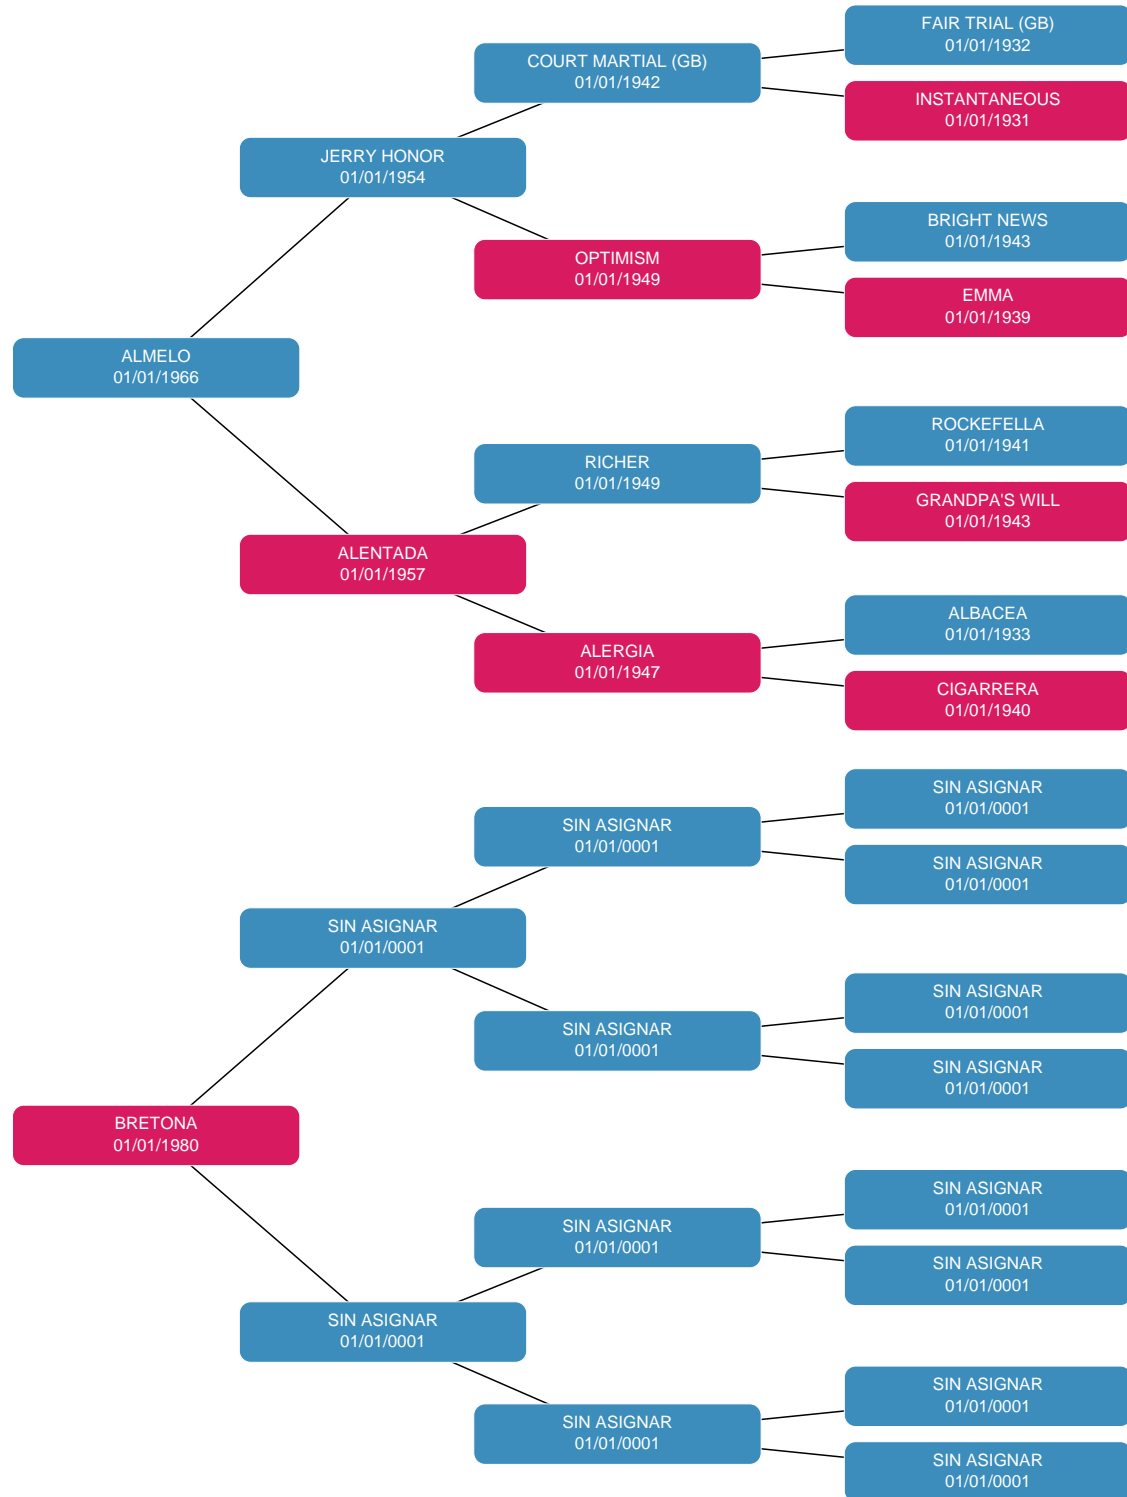 FAIR TRIAL (GB)
01/01/1932
COURT MARTIAL (GB)
01/01/1942
INSTANTANEOUS
01/01/1931
JERRY HONOR
01/01/1954
BRIGHT NEWS
01/01/1943
OPTIMISM
01/01/1949
EMMA
01/01/1939
ALMELO
01/01/1966
ROCKEFELLA
01/01/1941
RICHER
01/01/1949
GRANDPA'S WILL
01/01/1943
ALENTADA
01/01/1957
ALBACEA
01/01/1933
ALERGIA
01/01/1947
CIGARRERA
01/01/1940
SIN ASIGNAR
01/01/0001
SIN ASIGNAR
01/01/0001
SIN ASIGNAR
01/01/0001
SIN ASIGNAR
01/01/0001
SIN ASIGNAR
01/01/0001
SIN ASIGNAR
01/01/0001
SIN ASIGNAR
01/01/0001
BRETONA
01/01/1980
SIN ASIGNAR
01/01/0001
SIN ASIGNAR
01/01/0001
SIN ASIGNAR
01/01/0001
SIN ASIGNAR
01/01/0001
SIN ASIGNAR
01/01/0001
SIN ASIGNAR
01/01/0001
SIN ASIGNAR
01/01/0001